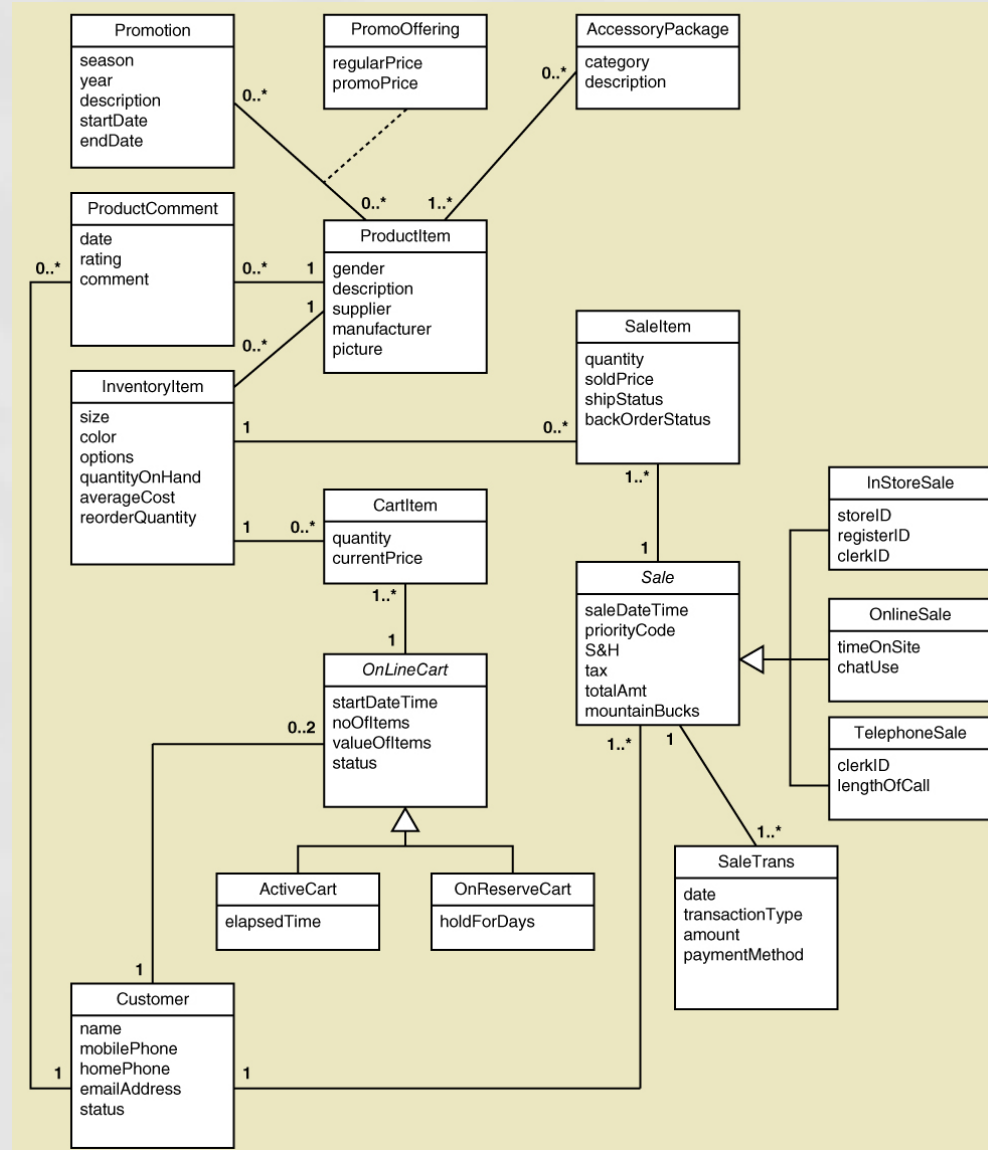 Promotion
season
year
description
startDate
endDate
PromoOffering
regularPrice
promoPrice
AccessoryPackage
category
description
0..*
0..*
0..*
1..*
ProductComment
date
rating
comment
0..*
0..*
1
ProductItem
gender
description
supplier
manufacturer
picture
1
0..*
InventoryItem
size
color
options
quantityOnHand
averageCost
reorderQuantity
1
0..*
SaleItem
quantity
soldPrice
shipStatus
backOrderStatus
1..*
1
1
0..*
CartItem
quantity
currentPrice
1..*
1
InStoreSale
storeID
registerID
clerkID
Sale
saleDateTime
priorityCode
S&H
tax
totalAmt
mountainBucks
OnlineSale
timeOnSite
chatUse
OnLineCart
startDateTime
noOfItems
valueOfItems
status
0..2
1..*
1
TelephoneSale
clerkID
lengthOfCall
1..*
ActiveCart
elapsedTime
OnReserveCart
holdForDays
SaleTrans
date
transactionType
amount
paymentMethod
1
Customer
name
mobilePhone
homePhone
emailAddress
status
1
1